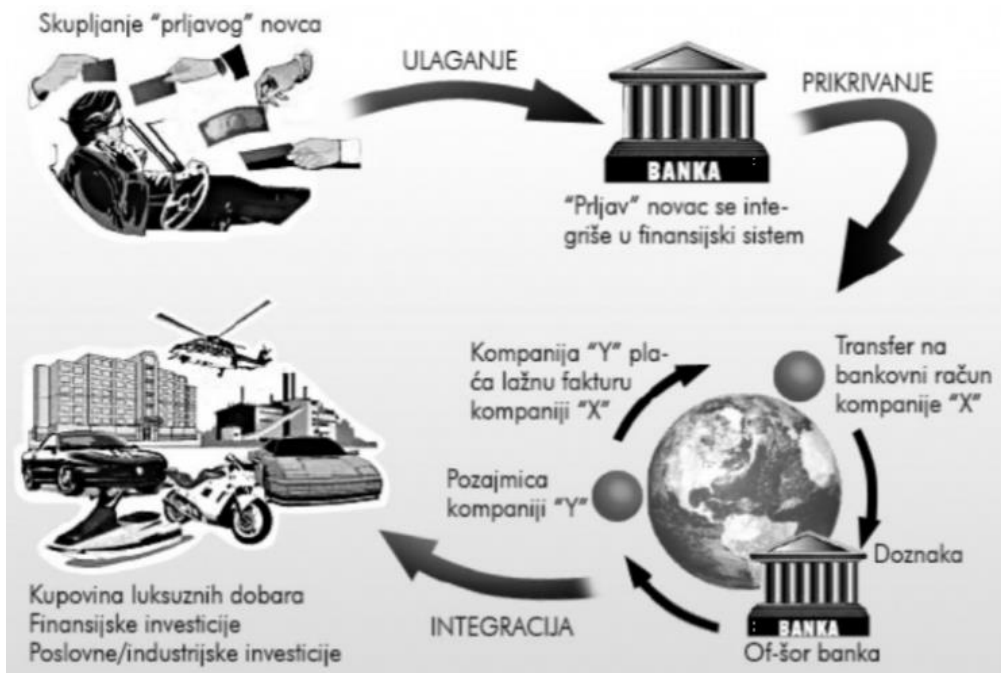 Skupljanje "prljavog" novca
ULAGANJE
BANKA
"Prljav" novac se inte-
griše u finansijski sistem
PRIKRIVANJE
Transfer na
bankovni račun
kompanije "X"
Doznaka
BANKA
Of-šor banka
Pozajmica
kompaniji "Y"
Kompanija "Y" pla-
ća lažnu fakturu
kompaniji "X"
INTEGRACIJA
Kupovina luksuznih dobara
Finansijske investicije
Poslovne/industrijske investicije